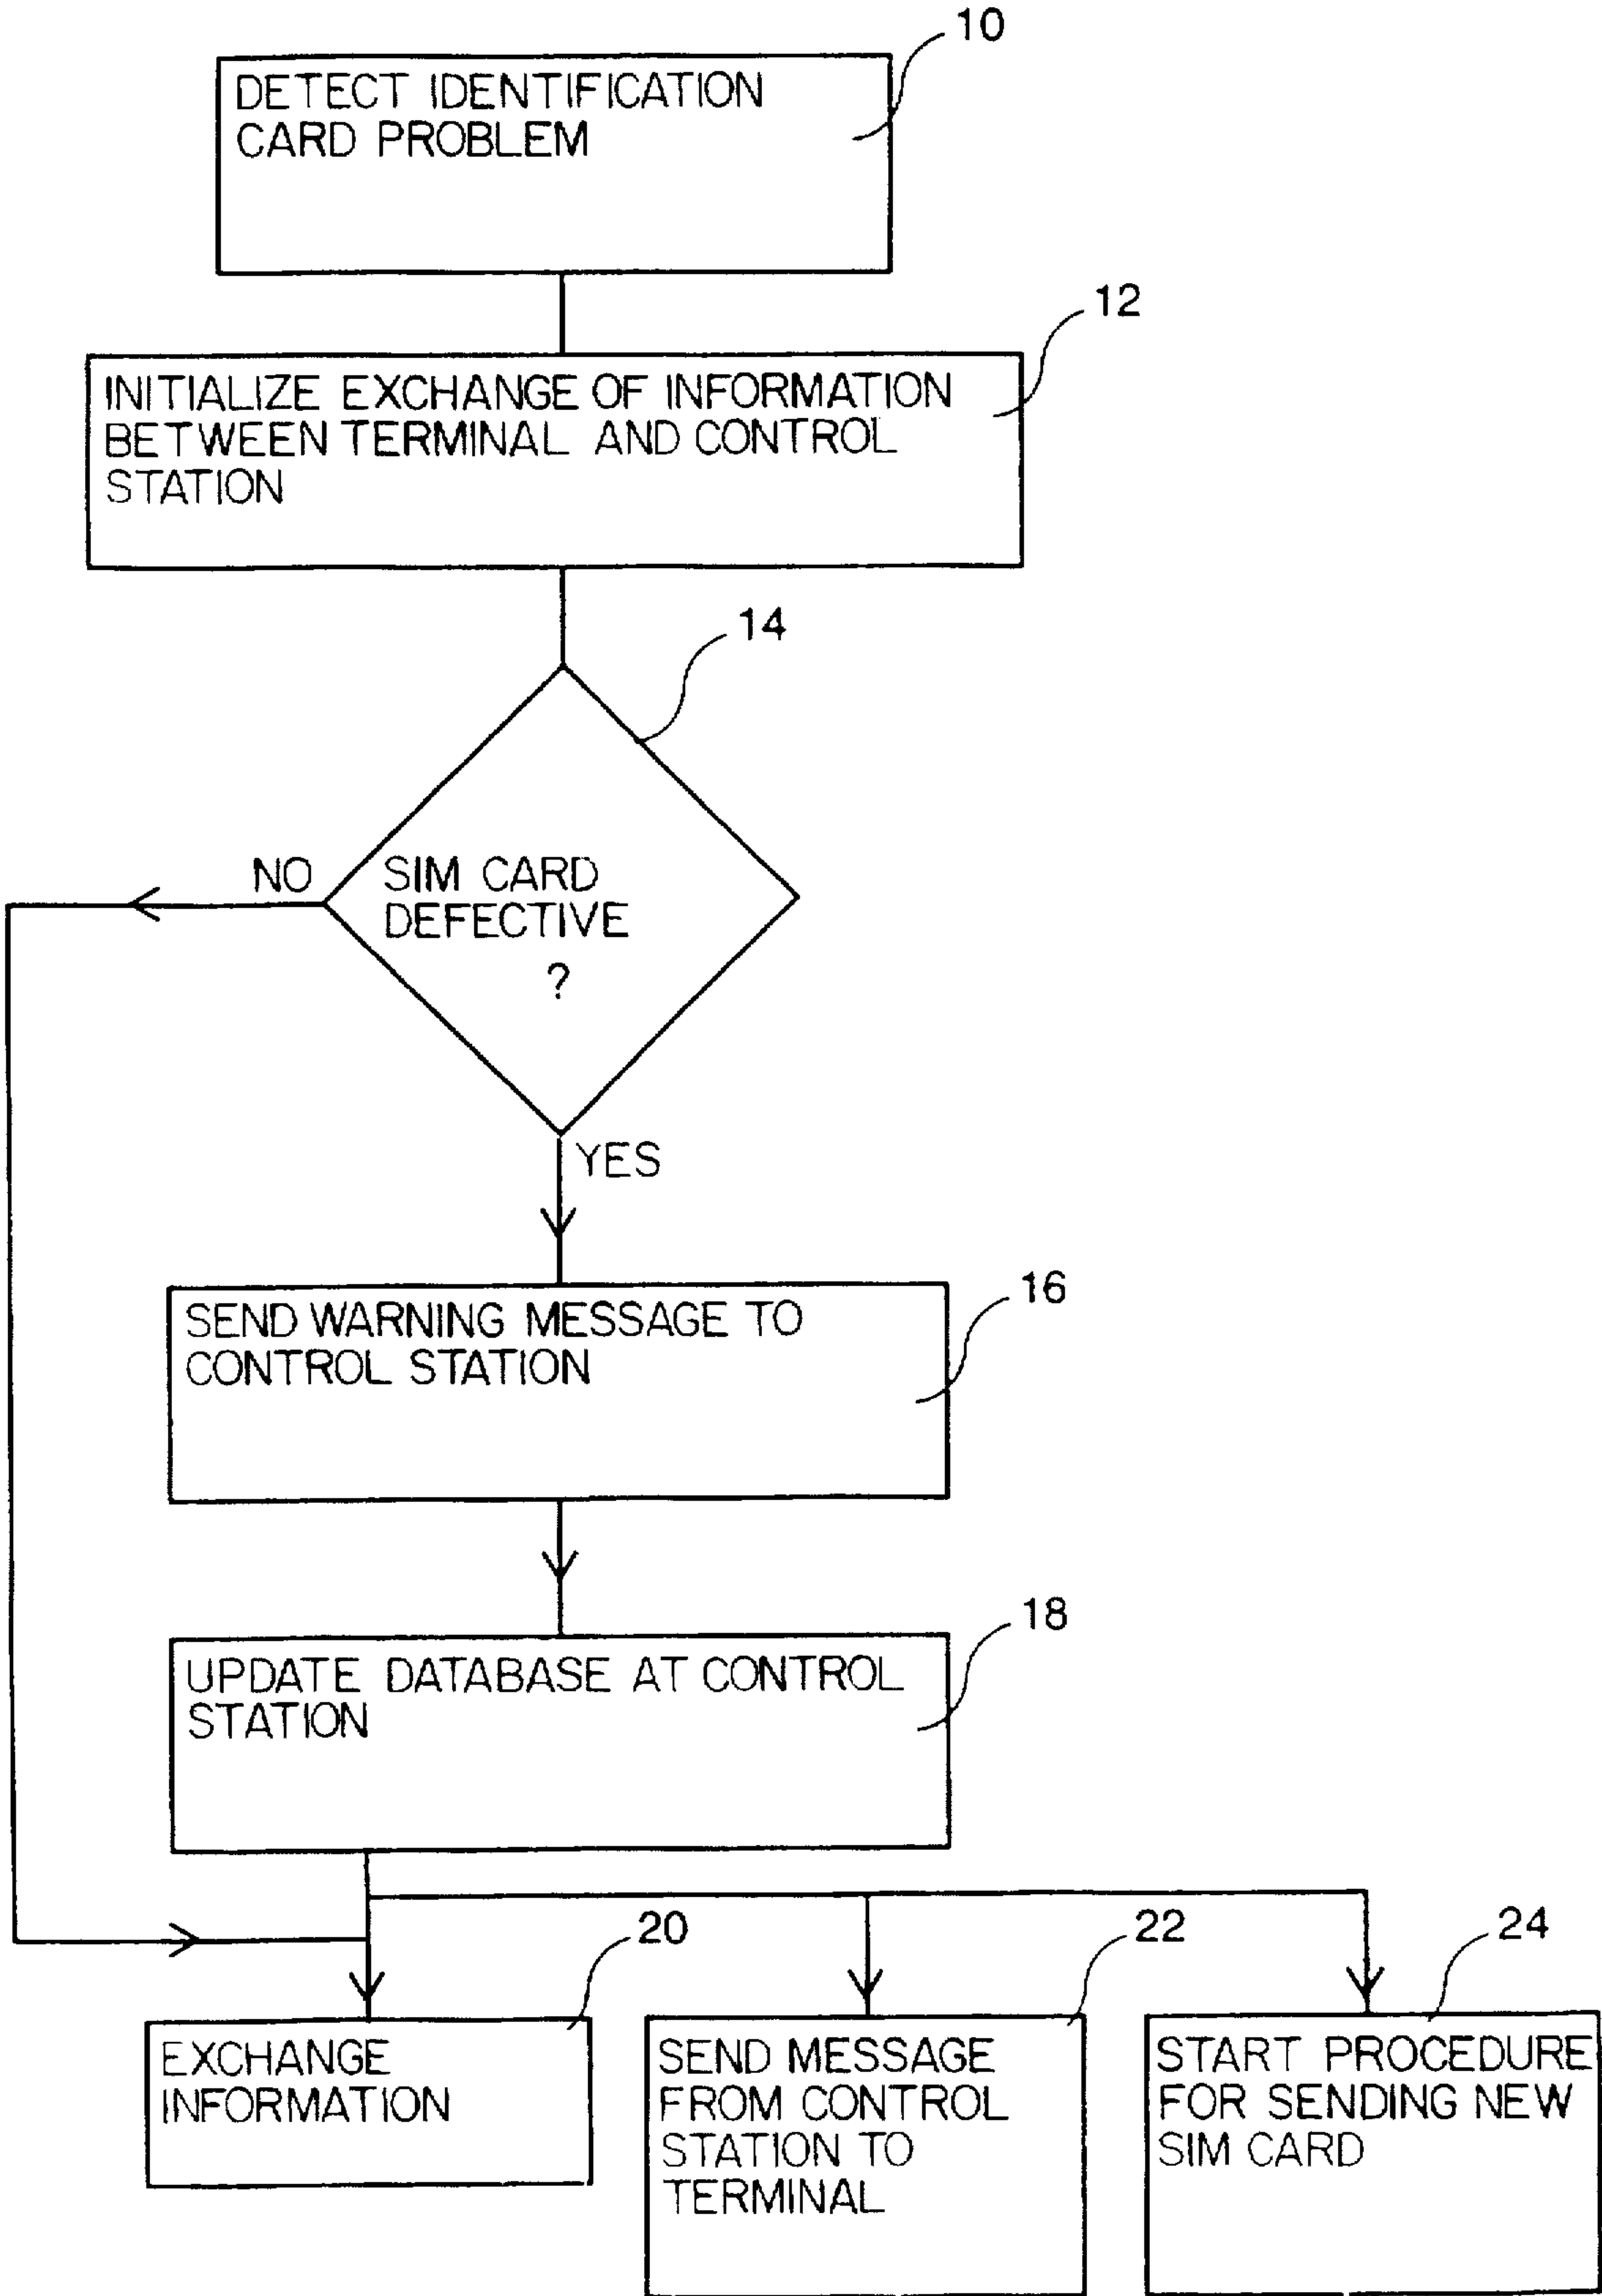 10
DETECT IDENTIFICATION
CARD PROBLEM
12
INITIALIZE EXCHANGE OF INFORMATION
BETWEEN TERMINAL AND CONTROL
STATION
14
NO
SIM CARD
DEFECTIVE
?
YES
16
SEND WARNING MESSAGE TO
CONTROL STATION
18
UPDATE DATABASE AT CONTROL
STATION
20
EXCHANGE
INFORMATION
22
SEND MESSAGE
FROM CONTROL
STATION TO
TERMINAL
24
START PROCEDURE
FOR SENDING NEW
SIM CARD